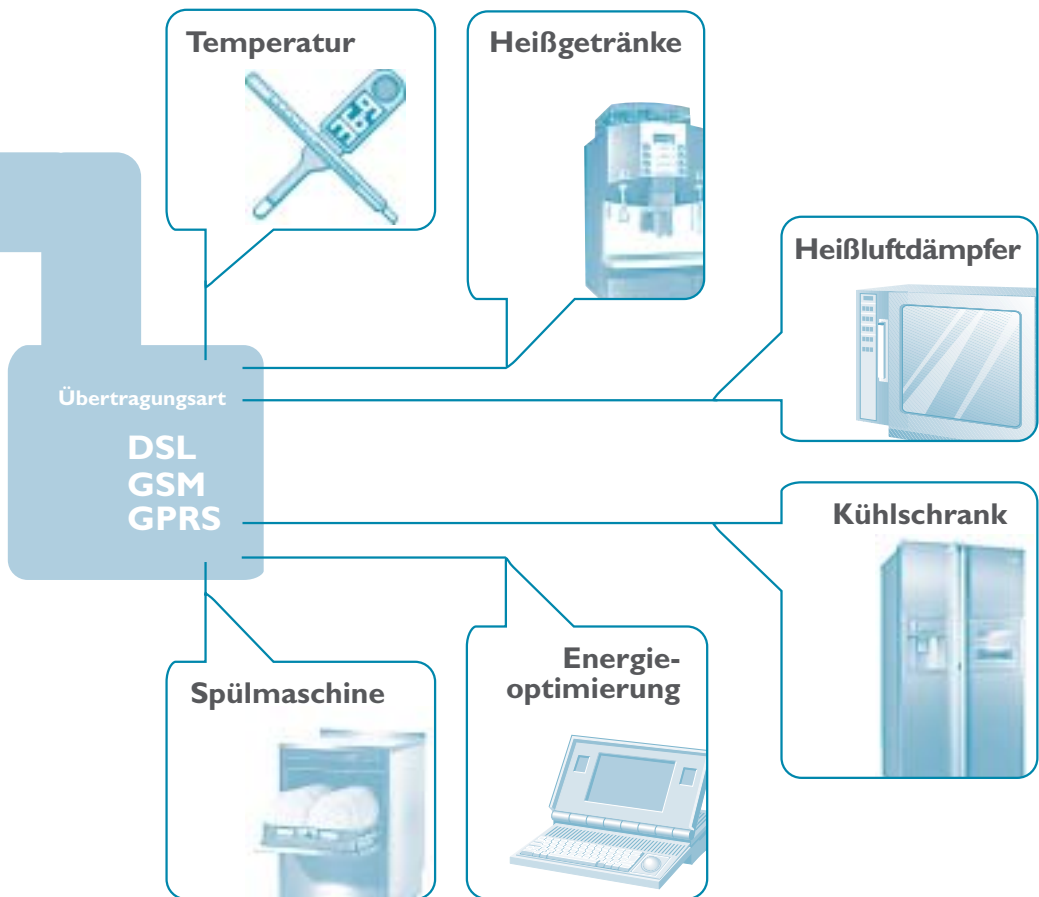 Temperatur
Heißgetränke
Heißluftdämpfer
Übertragungsart
DSL
GSM
GPRS
Kühlschrank
Energie-
optimierung
Spülmaschine